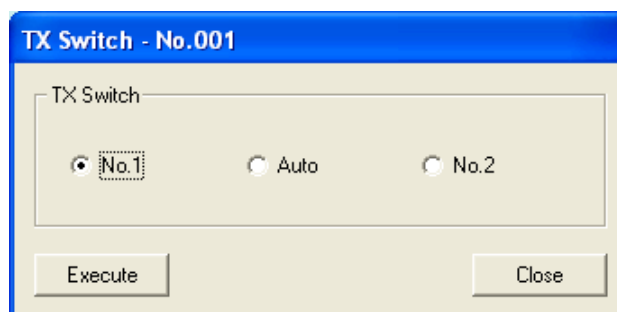 TX Switch - No.001
TX Switch
No.1 Auto No.2
Execute Close